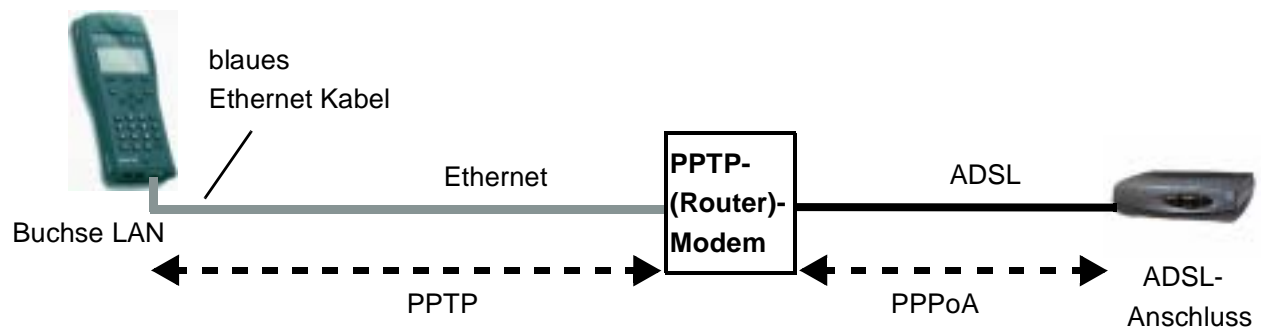 blaues
Ethernet Kabel
Ethernet
PPTP-
(Router)-
Modem
ADSL
Buchse LAN
PPTP
PPPoA
ADSL-
Anschluss